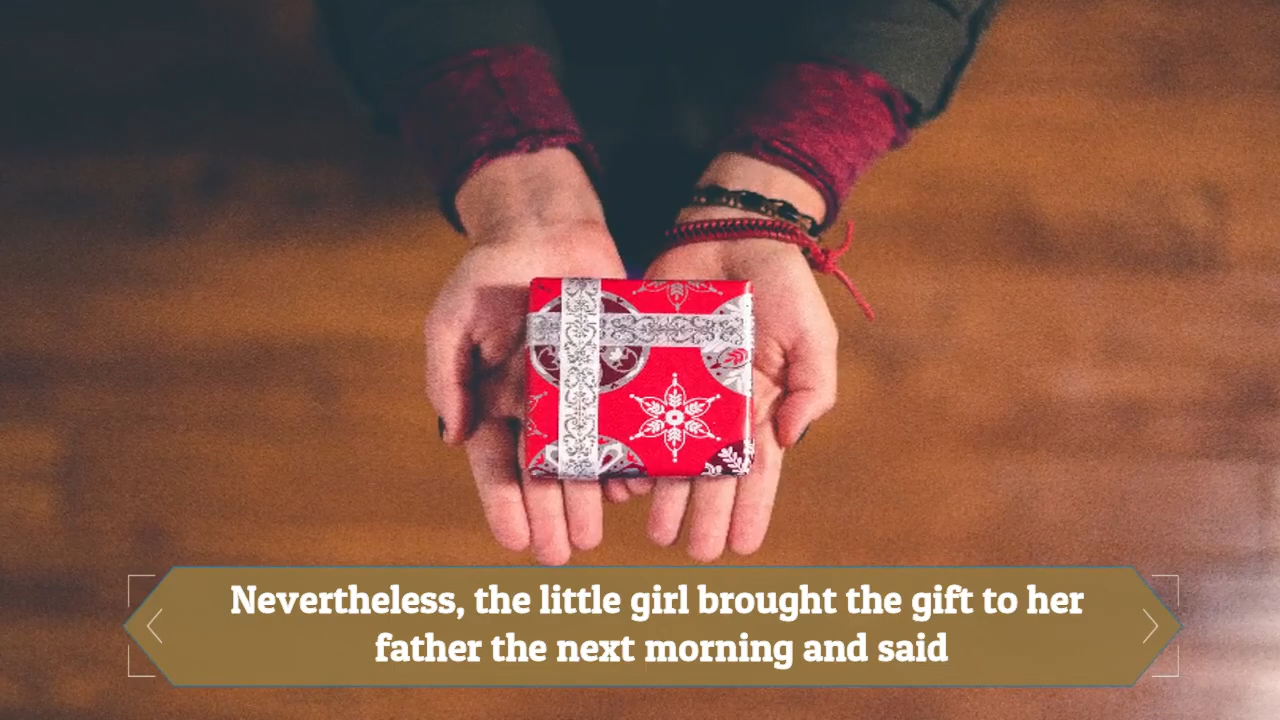 Nevertheless, the little girl brought the gift to her
father the next morning and said